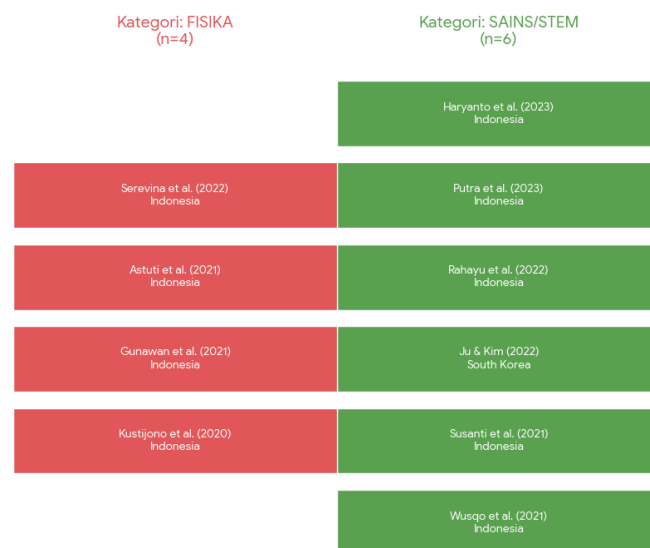 Kategori: FISIKA
(n=4)
Kategori: SAINS/STEM
(n=6)
Haryanto et al. (2023)
Indonesia
Serevina et al. (2022)
Indonesia
Putra et al. (2023)
Indonesia
Astuti et al. (2021)
Indonesia
Rahayu et al. (2022)
Indonesia
Gunawan et al. (2021)
Indonesia
Ju & Kim (2022)
South Korea
Kustijono et al. (2020)
Indonesia
Susanti et al. (2021)
Indonesia
Wusqo et al. (2021)
Indonesia